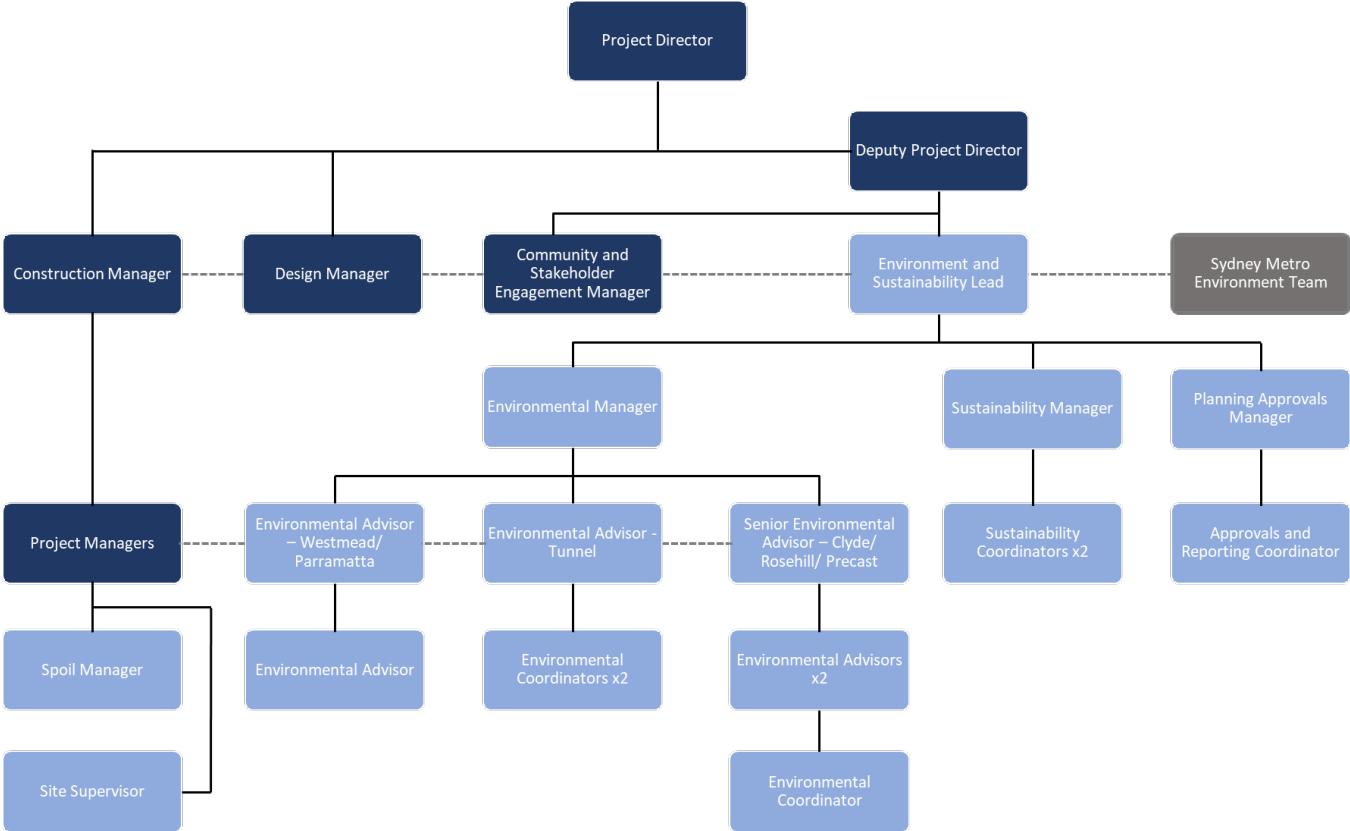 Project Director
Deputy Project Director
Construction Manager
Design Manager
Community and
Stakeholder
Engagement Manager
Environment and
Sustainability Lead
Sydney Metro
Environment Team
Environmental Manager
Sustainability Manager
Planning Approvals
Manager
Project Managers
Environmental Advisor
– Westmead/
Parramatta
Environmental Advisor -
Tunnel
Senior Environmental
Advisor – Clyde/
Rosehill/ Precast
Sustainability
Coordinators x2
Approvals and
Reporting Coordinator
Spoil Manager
Environmental Advisor
Environmental
Coordinators x2
Environmental Advisors
x2
Site Supervisor
Environmental
Coordinator